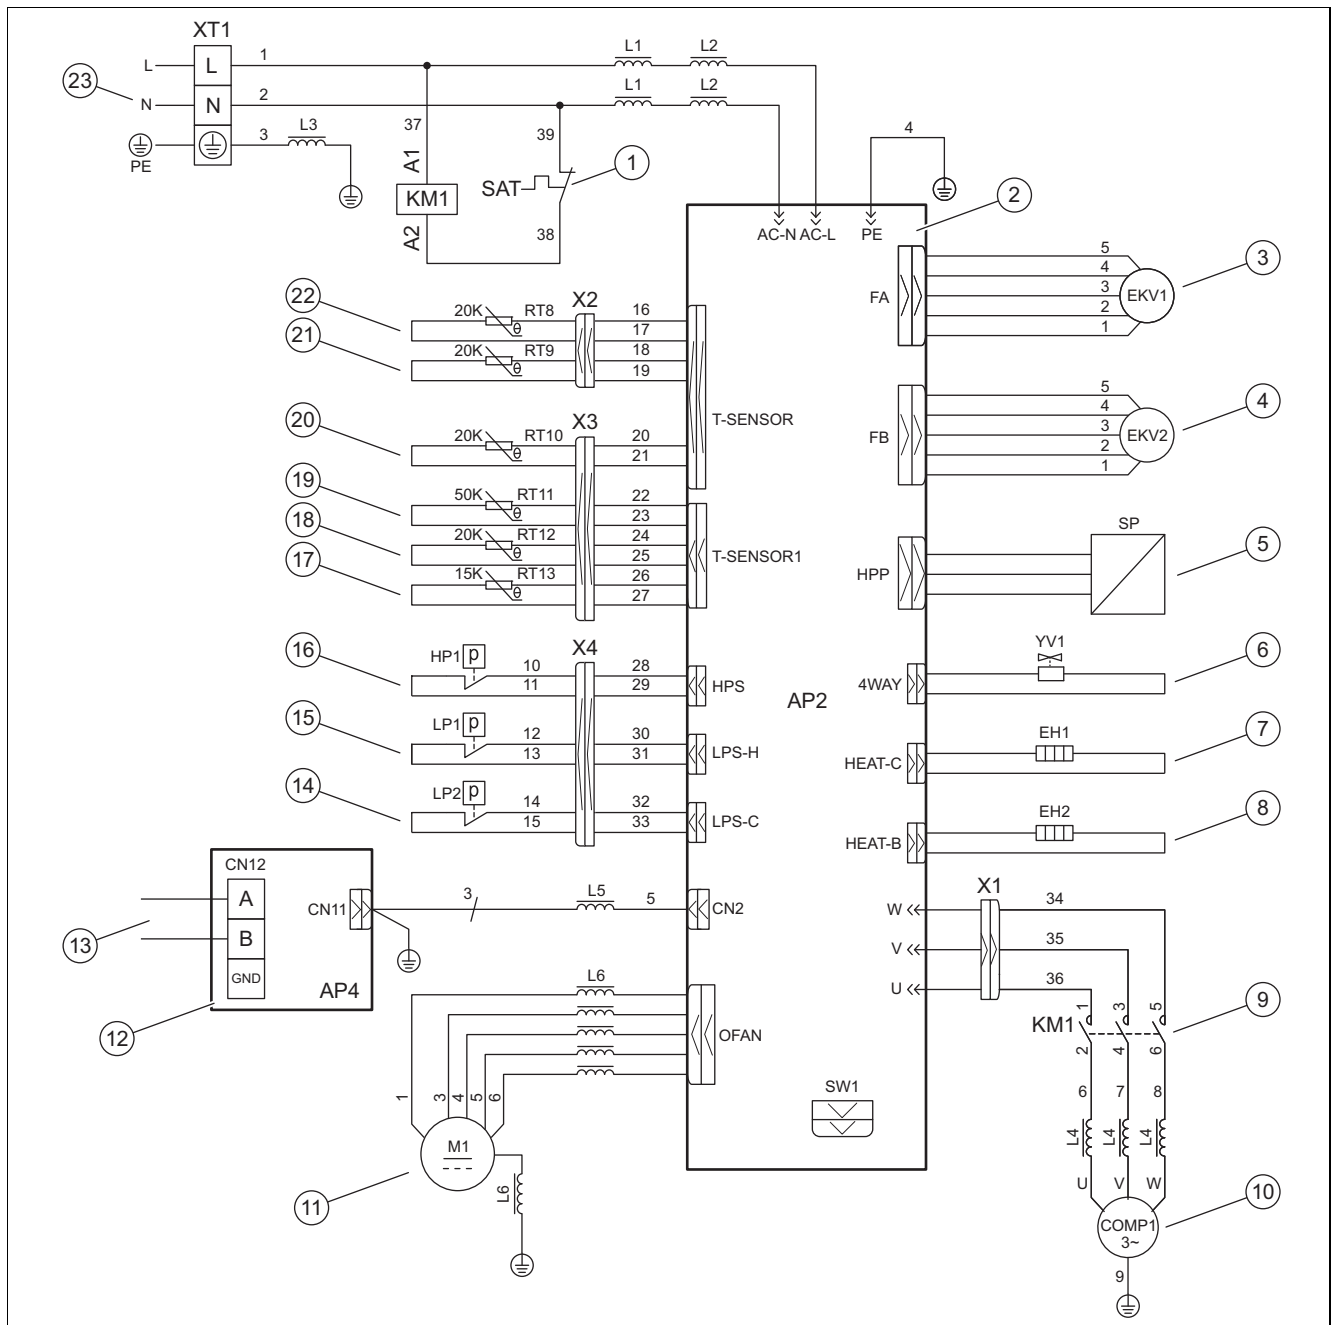 XT1
L L 1 L1 L2
23
N N 2 L1 L2
PE 3 L3
37 39 4
A1 SAT 1
KM1
A2 38
2
AC-N AC-L PE
FA 5 4 3 2 1 EKV1 3
22 20K RT8 X2 16
17
21 20K RT9 18
19
FB 5 4 3 2 1 EKV2 4
T-SENSOR
20 20K RT10 X3 20
21
19 50K RT11 22
23
18 20K RT12 24
25
T-SENSOR1
17 15K RT13 26
27
HPP SP 5
AP2
16 HP1 p 10 X4 28
11 29 HPS
4WAY YV1 6
15 LP1 p 12 30
13 31 LPS-H
HEAT-C EH1 7
14 LP2 p 14 32
15 33 LPS-C
HEAT-B EH2 8
CN12
A CN11 3 L5 5 CN2
13 B
GND AP4
12
X1
W 34
V 35
U 36
L6
OFAN
1 3 4 5 6
M1
11
L6
SW1
KM1 1 3 5 9
2 4 6
6 7 8
L4 L4 L4
U V W
COMP1
3~
10
9
θ
θ
θ
θ
θ
θ